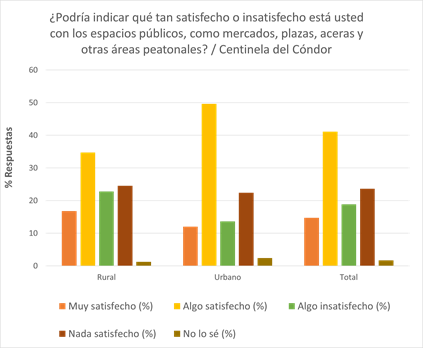 ¿Podría indicar qué tan satisfecho o insatisfecho está usted
con los espacios públicos, como mercados, plazas, aceras y
otras áreas peatonales? / Centinela del Cóndor
% Respuestas
60
50
40
30
20
10
0
Rural Urbano Total
Muy satisfecho (%) Algo satisfecho (%) Algo insatisfecho (%)
Nada satisfecho (%) No lo sé (%)